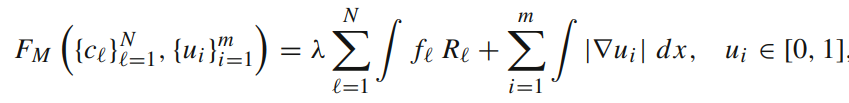 F_M ({c_ℓ}_{ℓ=1}^N, {u_i}_{i=1}^m) = λ ∑_{ℓ=1}^N ∫ f_ℓ R_ℓ + ∑_{i=1}^m ∫ |∇u_i| dx, u_i ∈ [0, 1],